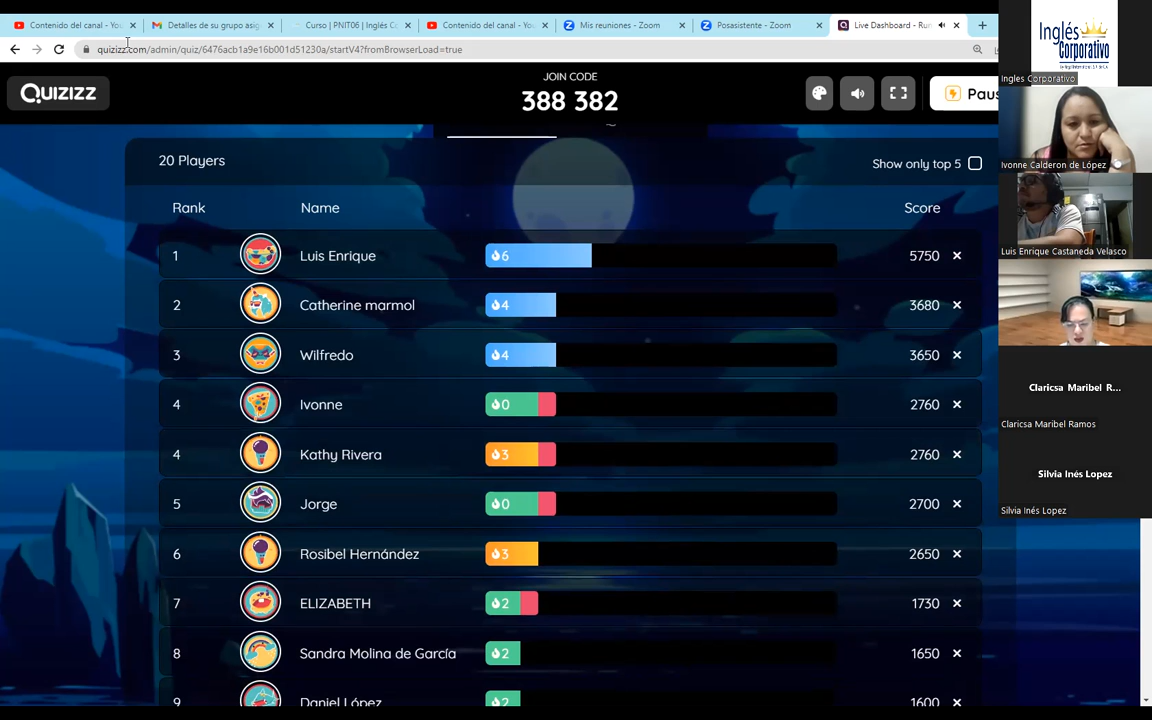 Contenido del canal - You
Detalles de su grupo asig
Curso | PNIT06 | Inglés Co
Contenido del canal - You
Mis reuniones - Zoom
Posasistente - Zoom
Live Dashboard - Run
quizizz.com/admin/quiz/6476acb1a9e16b001d51230a/startV4?fromBrowserLoad=true
Quizizz
JOIN CODE
388 382
Paus
20 Players
Show only top 5
Rank Name Score
1 Luis Enrique 6 5750
2 Catherine marmol 4 3680
3 Wilfredo 4 3650
4 Ivonne 0 2760
4 Kathy Rivera 3 2760
5 Jorge 0 2700
6 Rosibel Hernández 3 2650
7 ELIZABETH 2 1730
8 Sandra Molina de García 2 1650
9 Daniel López 2 1600
Inglés
Corporativo
Ingles Corporativo
Ivonne Calderon de López
Luis Enrique Castaneda Velasco
Claricsa Maribel R...
Claricsa Maribel Ramos
Silvia Inés Lopez
Silvia Inés Lopez